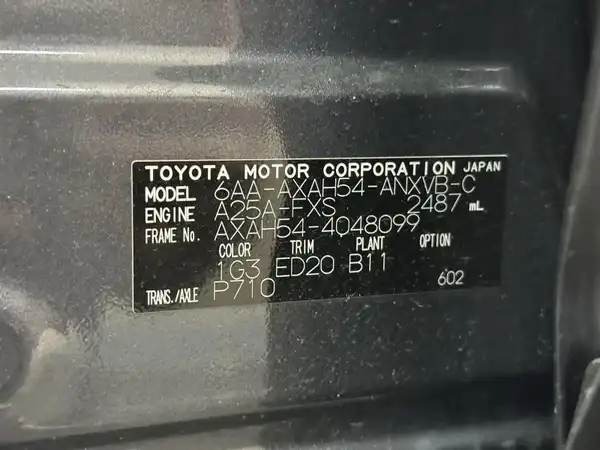 TOYOTA MOTOR CORPORATION JAPAN
MODEL 6AA-AXAH54-ANXVB-C
ENGINE A25A-FXS 2487 mL
FRAME No. AXAH54-4048099
COLOR TRIM PLANT OPTION
1G3 ED20 B11
TRANS./AXLE P710 602